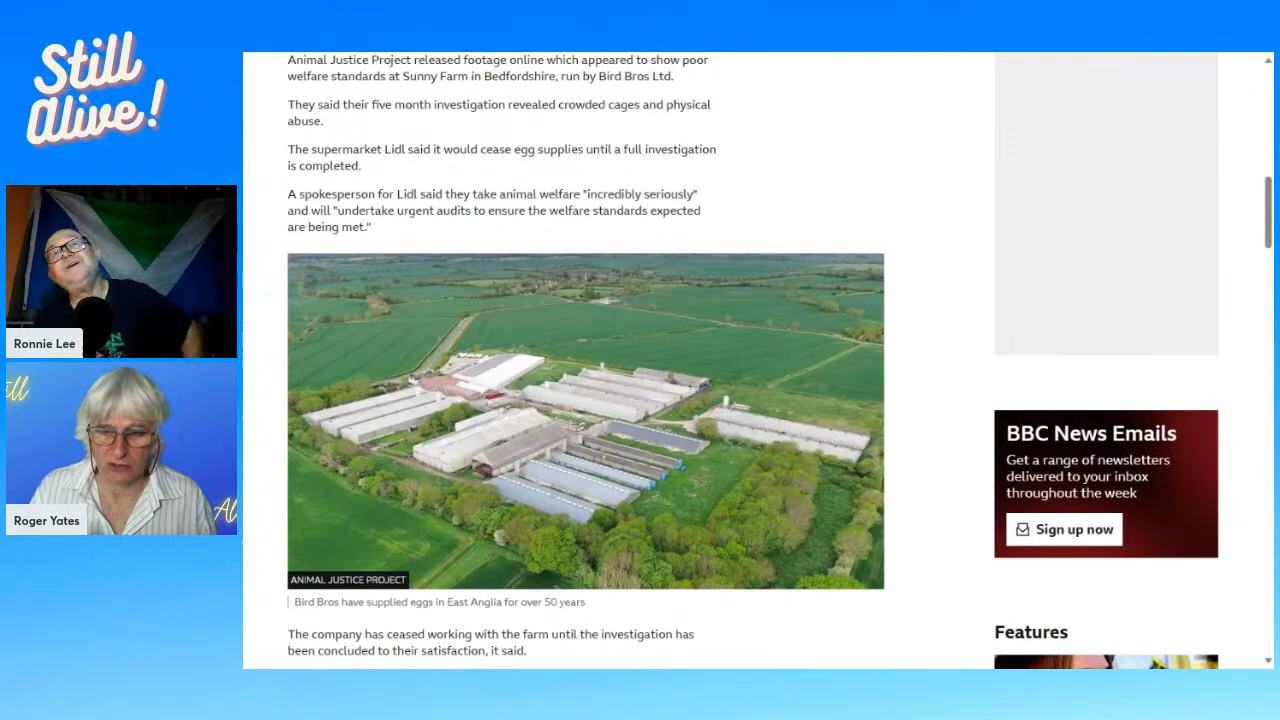 Still
Alive!
Ronnie Lee
ill
Al
Roger Yates
Animal Justice Project released footage online which appeared to show poor
welfare standards at Sunny Farm in Bedfordshire, run by Bird Bros Ltd.
They said their five month investigation revealed crowded cages and physical
abuse.
The supermarket Lidl said it would cease egg supplies until a full investigation
is completed.
A spokesperson for Lidl said they take animal welfare "incredibly seriously"
and will "undertake urgent audits to ensure the welfare standards expected
are being met."
ANIMAL JUSTICE PROJECT
Bird Bros have supplied eggs in East Anglia for over 50 years
The company has ceased working with the farm until the investigation has
been concluded to their satisfaction, it said.
BBC News Emails
Get a range of newsletters
delivered to your inbox
throughout the week
Sign up now
Features